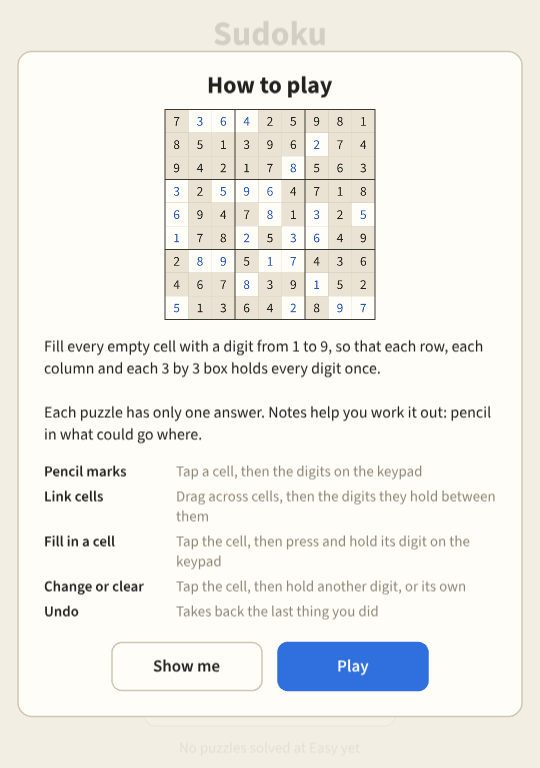 Sudoku
How to play
7 3 6 4 2 5 9 8 1
8 5 1 3 9 6 2 7 4
9 4 2 1 7 8 5 6 3
3 2 5 9 6 4 7 1 8
6 9 4 7 8 1 3 2 5
1 7 8 2 5 3 6 4 9
2 8 9 5 1 7 4 3 6
4 6 7 8 3 9 1 5 2
5 1 3 6 4 2 8 9 7
Fill every empty cell with a digit from 1 to 9, so that each row, each
column and each 3 by 3 box holds every digit once.
Each puzzle has only one answer. Notes help you work it out: pencil
in what could go where.
Pencil marks Tap a cell, then the digits on the keypad
Link cells Drag across cells, then the digits they hold between
them
Fill in a cell Tap the cell, then press and hold its digit on the
keypad
Change or clear Tap the cell, then hold another digit, or its own
Undo Takes back the last thing you did
Show me Play
No puzzles solved at Easy yet